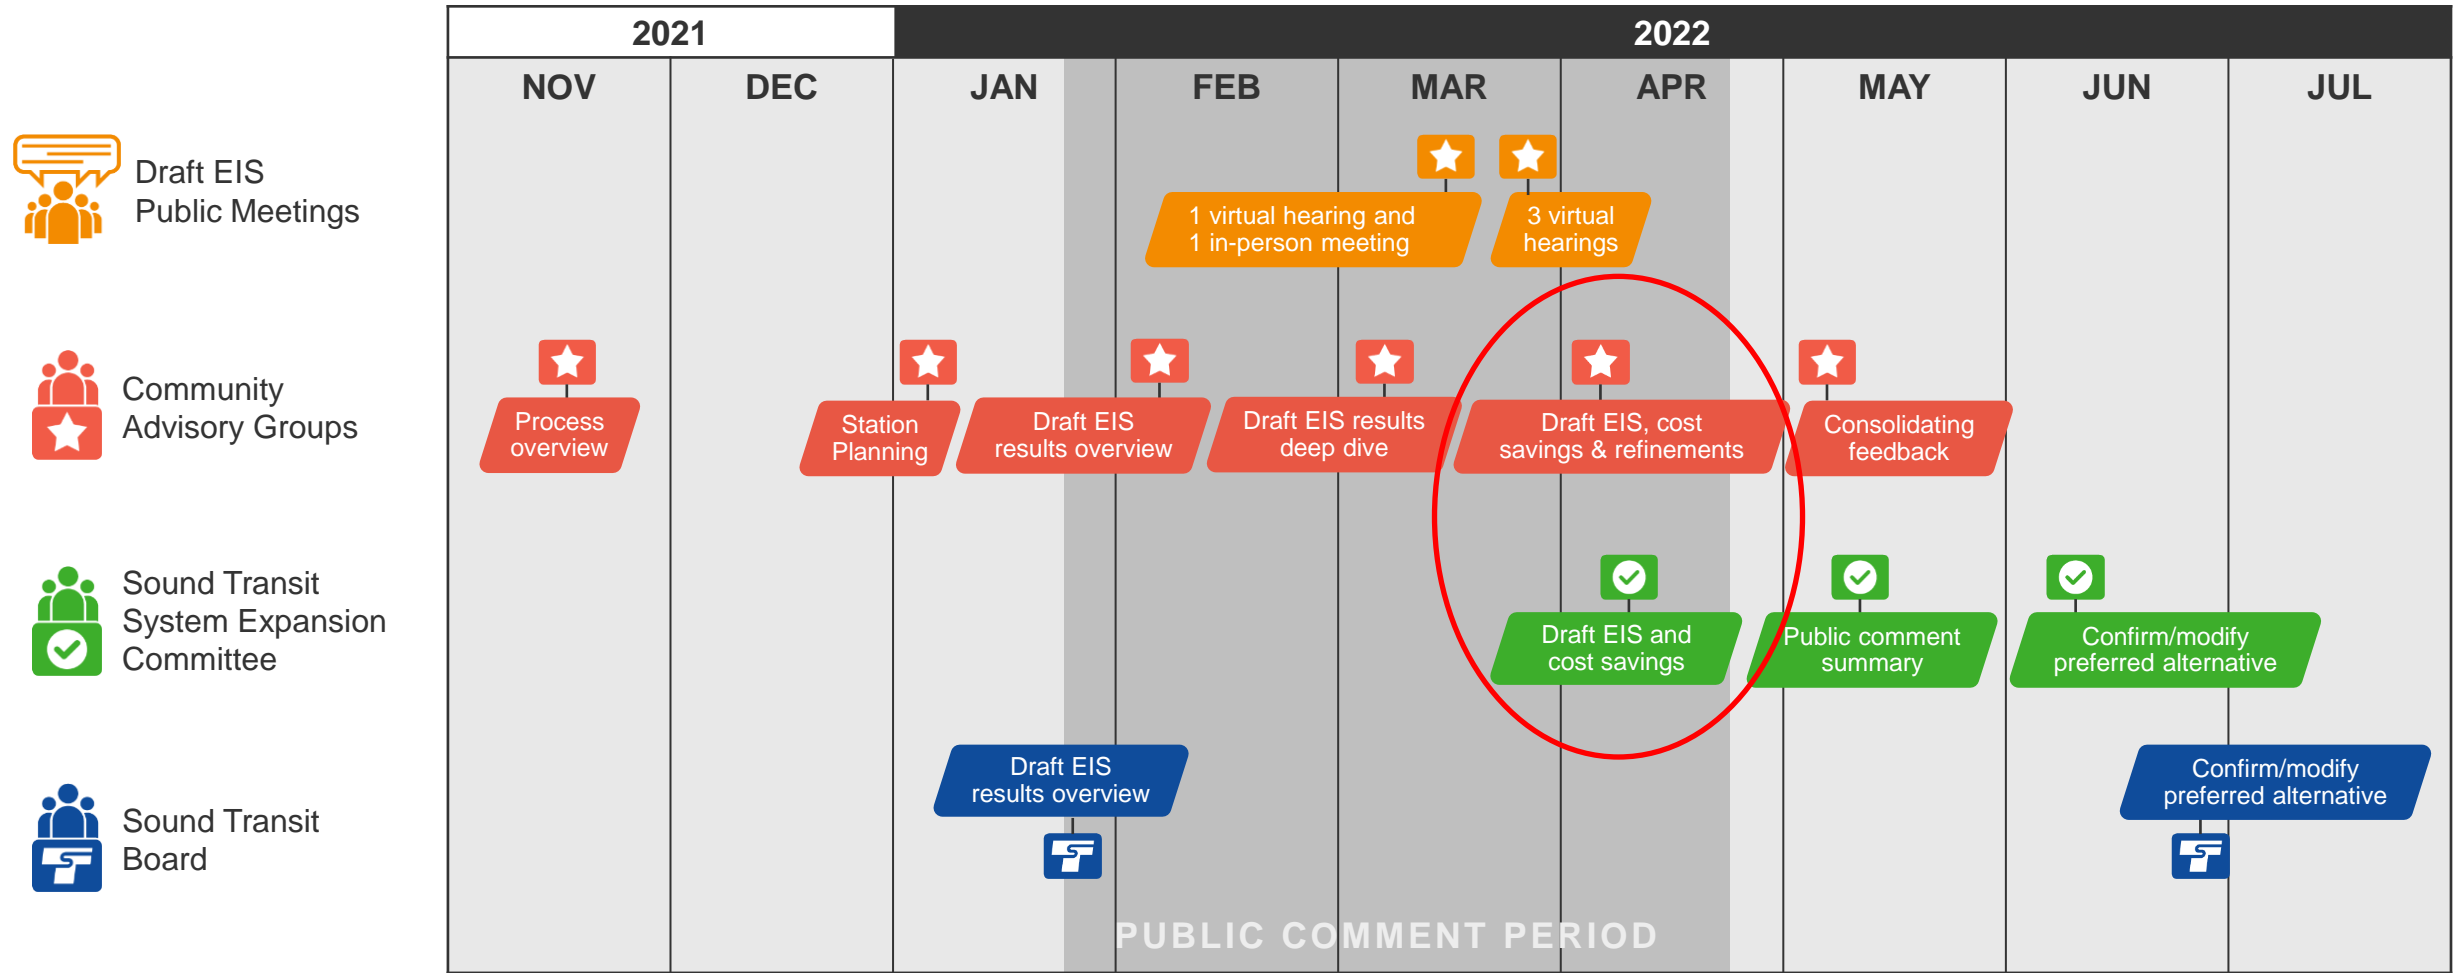 2021
2022
NOV
DEC
JAN
FEB
MAR
APR
MAY
JUN
JUL
Draft EIS
Public Meetings
1 virtual hearing and
1 in-person meeting
3 virtual
hearings
Community
Advisory Groups
Process
overview
Station
Planning
Draft EIS
results overview
Draft EIS results
deep dive
Draft EIS, cost
savings & refinements
Consolidating
feedback
Sound Transit
System Expansion
Committee
Draft EIS and
cost savings
Public comment
summary
Confirm/modify
preferred alternative
Sound Transit
Board
Draft EIS
results overview
Confirm/modify
preferred alternative
PUBLIC COMMENT PERIOD